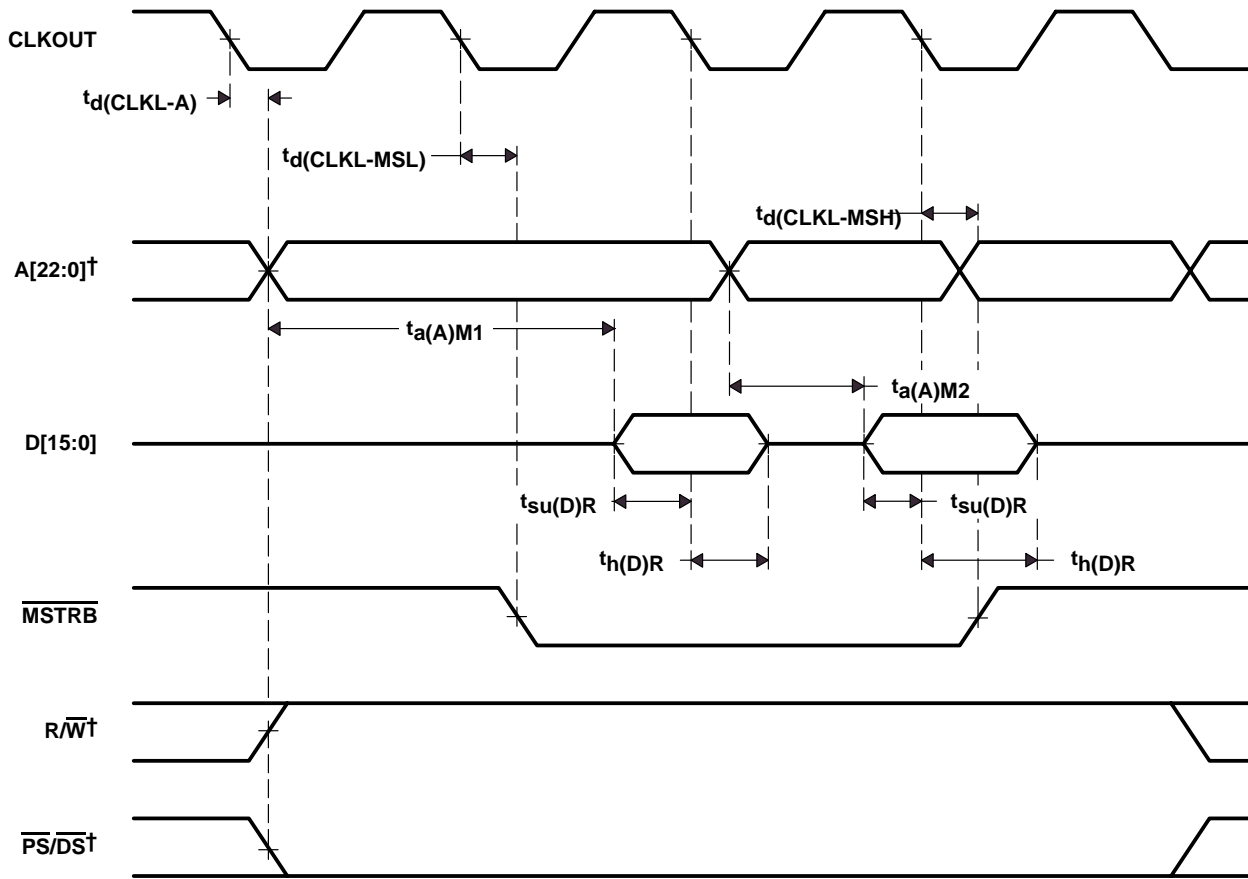 CLKOUT
td(CLKL-A)
td(CLKL-MSL)
td(CLKL-MSH)
A[22:0]†
ta(A)M1
ta(A)M2
D[15:0]
tsu(D)R
tsu(D)R
th(D)R
th(D)R
MSTRB
R/W†
PS/DS†